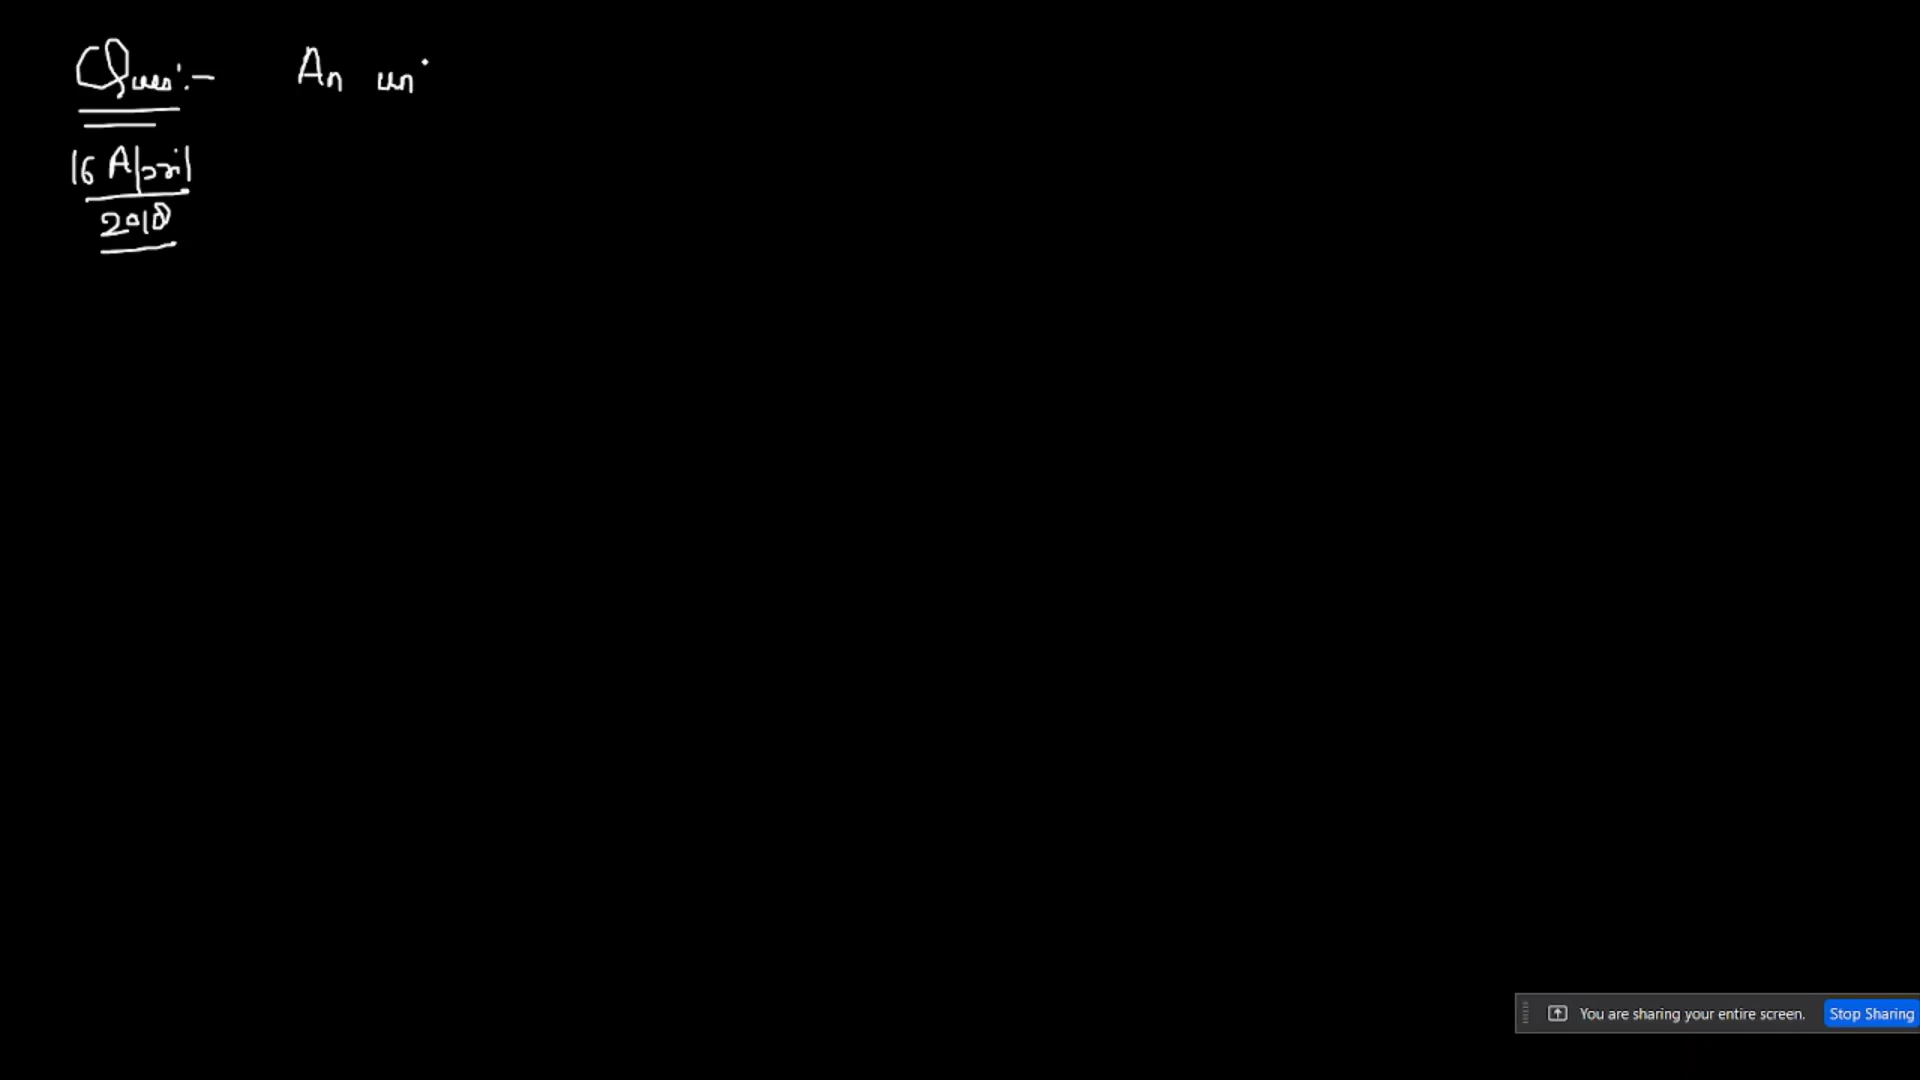 Ques:- An un
16 April
2018
You are sharing your entire screen. Stop Sharing